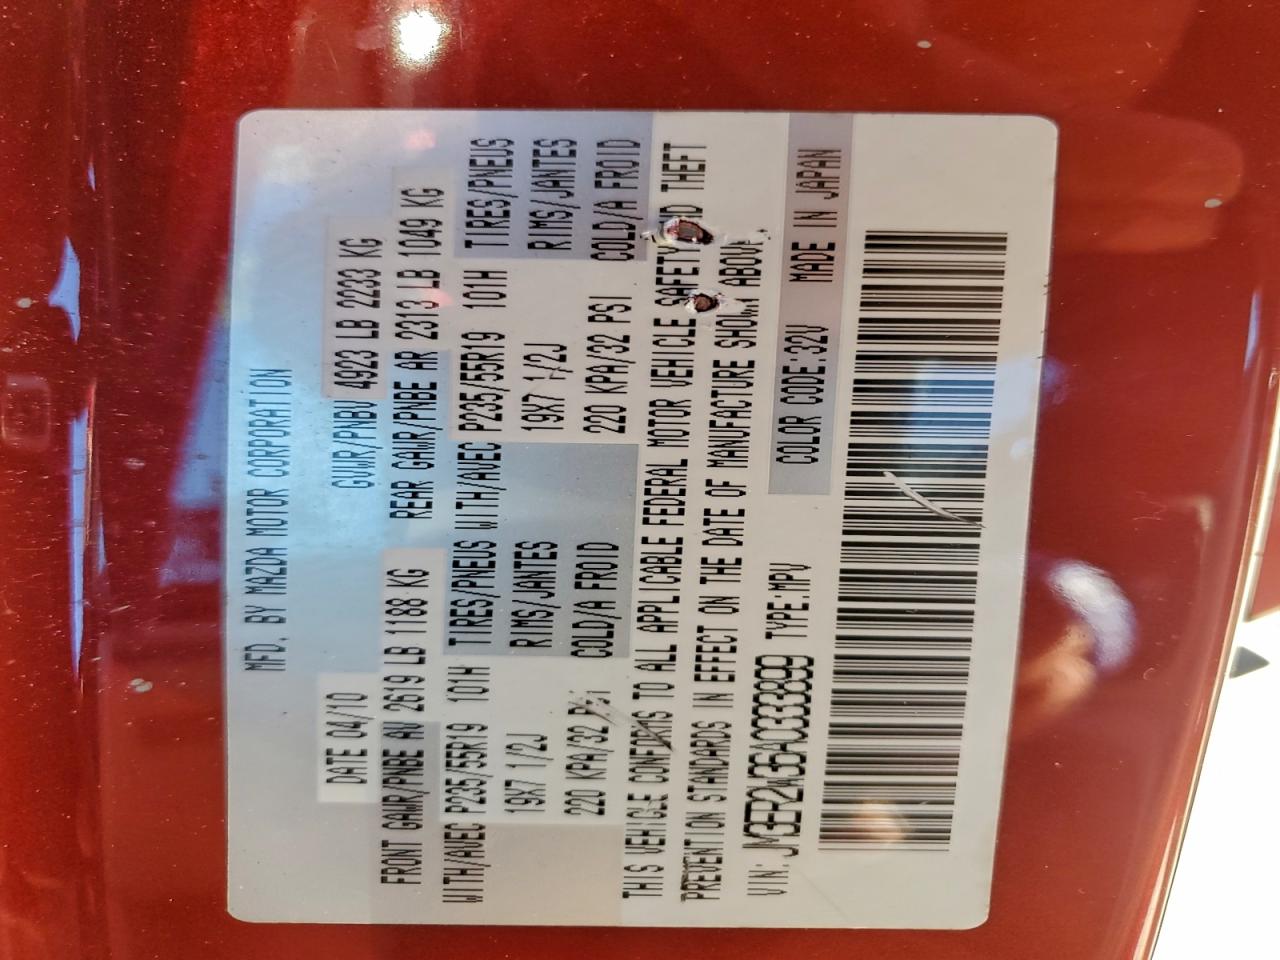 MFD. BY MAZDA MOTOR CORPORATION
DATE 04/10 GVWR/PNBV 4923 LB 2233 KG
FRONT GAWR/PNBE AV 2619 LB 1188 KG REAR GAWR/PNBE AR 2313 LB 1049 KG
WITH/AVEC P235/55R19 101H TIRES/PNEUS WITH/AVEC P235/55R19 101H TIRES/PNEUS
19X7 1/2J RIMS/JANTES 19X7 1/2J RIMS/JANTES
220 KPA/32 PSI COLD/A FROID 220 KPA/32 PSI COLD/A FROID
THIS VEHICLE CONFORMS TO ALL APPLICABLE FEDERAL MOTOR VEHICLE SAFETY AND THEFT
PREVENTION STANDARDS IN EFFECT ON THE DATE OF MANUFACTURE SHOWN ABOVE
VIN: TYPE:MPV COLOR CODE:32V MADE IN JAPAN